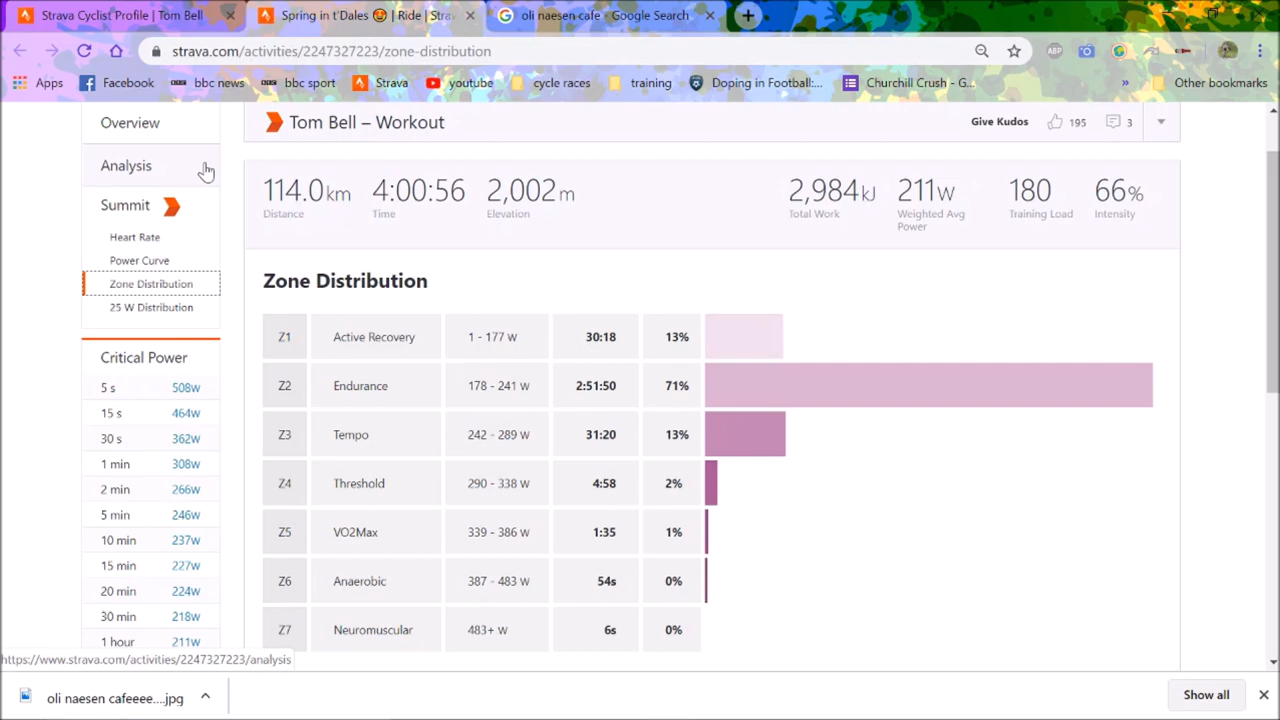 Strava Cyclist Profile | Tom Bell
Spring in t'Dales 🥵 | Ride | Strav
oli naesen cafe - Google Search
strava.com/activities/2247327223/zone-distribution
Apps
Facebook
bbc news
bbc sport
Strava
youtube
cycle races
training
Doping in Football:...
Churchill Crush - G...
»
Other bookmarks
Overview
Analysis
Summit
Heart Rate
Power Curve
Zone Distribution
25 W Distribution
Critical Power
5 s 508w
15 s 464w
30 s 362w
1 min 308w
2 min 266w
5 min 246w
10 min 237w
15 min 227w
20 min 224w
30 min 218w
1 hour 211w
Tom Bell – Workout
Give Kudos 195 3
114.0km 4:00:56 2,002m 2,984kJ 211W 180 66%
Distance Time Elevation Total Work Weighted Avg Power Training Load Intensity
Zone Distribution
Z1 Active Recovery 1 - 177 W 30:18 13%
Z2 Endurance 178 - 241 W 2:51:50 71%
Z3 Tempo 242 - 289 W 31:20 13%
Z4 Threshold 290 - 338 W 4:58 2%
Z5 VO2Max 339 - 386 W 1:35 1%
Z6 Anaerobic 387 - 483 W 54s 0%
Z7 Neuromuscular 483+ W 6s 0%
https://www.strava.com/activities/2247327223/analysis
oli naesen cafeeee....jpg
Show all